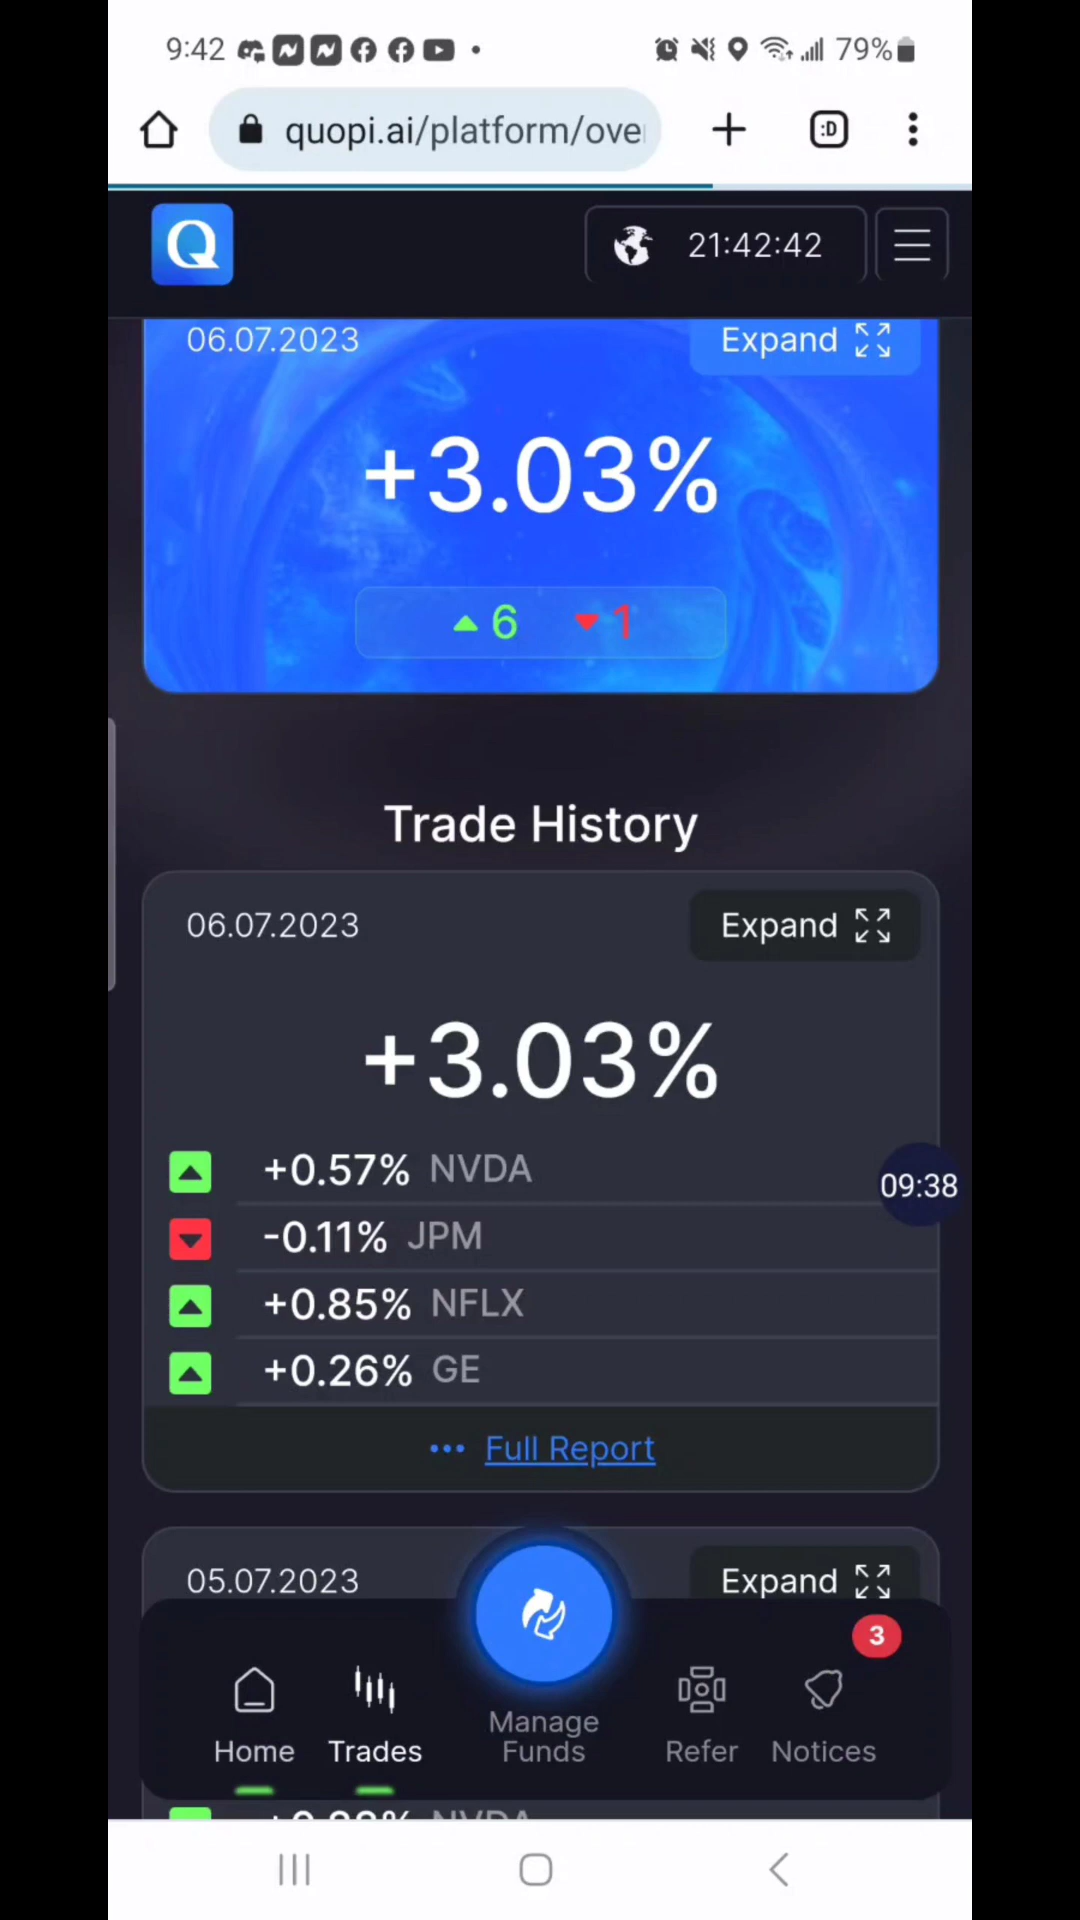 9:42
79%
quopi.ai/platform/ove
:D
Q
21:42:42
06.07.2023
Expand
+3.03%
6
1
Trade History
06.07.2023
Expand
+3.03%
+0.57% NVDA
09:38
-0.11% JPM
+0.85% NFLX
+0.26% GE
Full Report
05.07.2023
Expand
3
Home
Trades
Manage
Funds
Refer
Notices
NVDA